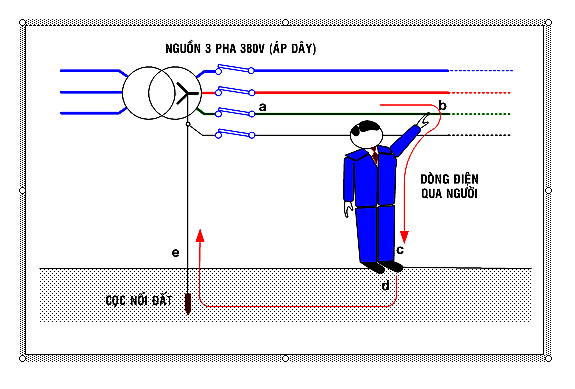 NGUỒN 3 PHA 380V (ÁP DÂY)
a
b
DÒNG ĐIỆN
QUA NGƯỜI
c
e
d
CỌC NỐI ĐẤT